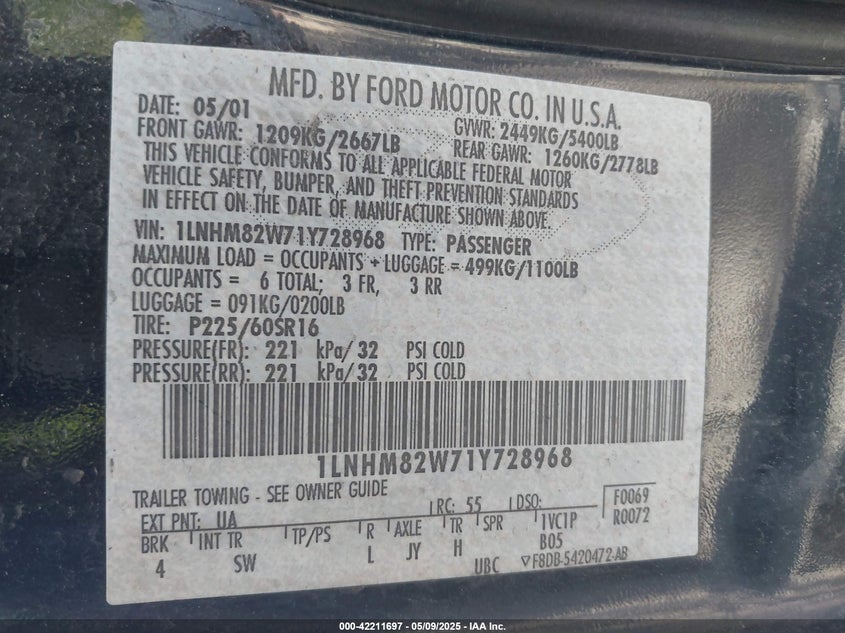 MFD. BY FORD MOTOR CO. IN U.S.A.
DATE: 05/01 GVWR: 2449KG/5400LB
FRONT GAWR: 1209KG/2667LB REAR GAWR: 1260KG/2778LB
THIS VEHICLE CONFORMS TO ALL APPLICABLE FEDERAL MOTOR
VEHICLE SAFETY, BUMPER, AND THEFT PREVENTION STANDARDS
IN EFFECT ON THE DATE OF MANUFACTURE SHOWN ABOVE.
VIN: 1LNHM82W71Y728968 TYPE: PASSENGER
MAXIMUM LOAD = OCCUPANTS + LUGGAGE = 499KG/1100LB
OCCUPANTS = 6 TOTAL; 3 FR, 3 RR
LUGGAGE = 091KG/0200LB
TIRE: P225/60SR16
PRESSURE(FR): 221 kPa/ 32 PSI COLD
PRESSURE(RR): 221 kPa/ 32 PSI COLD
1LNHM82W71Y728968
TRAILER TOWING - SEE OWNER GUIDE
EXT PNT: UA RC: 55 DSO: F0069
R0072
BRK INT TR TP/PS R AXLE TR SPR 1VC1P
4 SW L JY H B05
UBC F8DB-5420472-AB
000-42211697 - 05/09/2025 - IAA Inc.